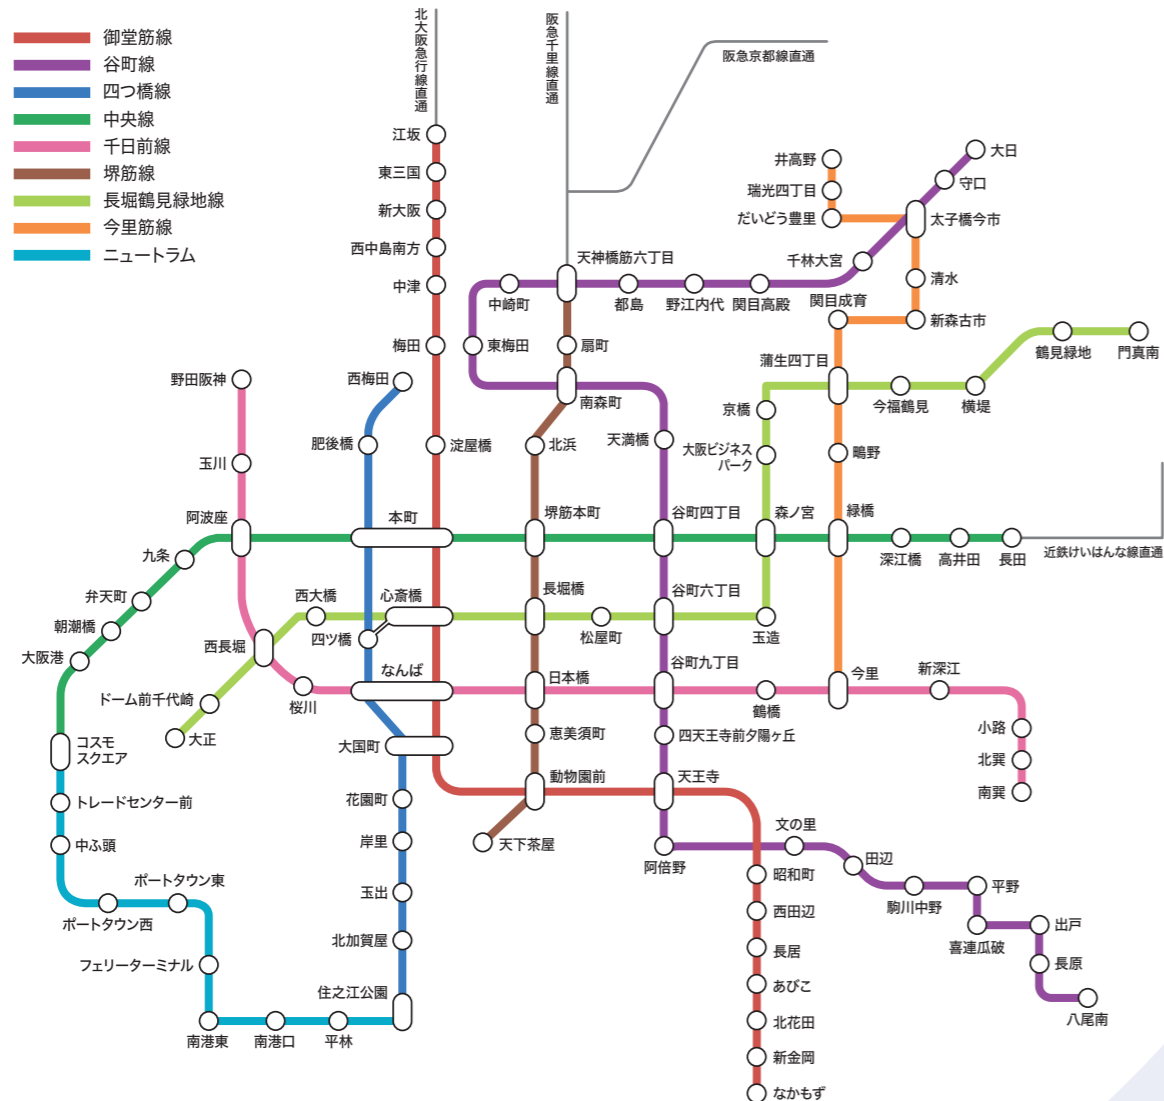 御堂筋線
谷町線
四つ橋線
中央線
千日前線
堺筋線
長堀鶴見緑地線
今里筋線
ニュートラム
北大阪急行線直通
阪急千里線直通
阪急京都線直通
江坂
東三国
新大阪
西中島南方
中津
梅田
淀屋橋
本町
心斎橋
なんば
大国町
動物園前
天王寺
昭和町
西田辺
長居
あびこ
北花田
新金岡
なかもず
大日
守口
太子橋今市
千林大宮
関目高殿
野江内代
都島
天神橋筋六丁目
中崎町
東梅田
南森町
天満橋
谷町四丁目
谷町六丁目
谷町九丁目
四天王寺前夕陽ヶ丘
阿倍野
文の里
田辺
駒川中野
平野
喜連瓜破
出戸
長原
八尾南
西梅田
肥後橋
四ツ橋
花園町
岸里
玉出
北加賀屋
住之江公園
コスモ
スクエア
大阪港
朝潮橋
弁天町
九条
阿波座
堺筋本町
森ノ宮
緑橋
深江橋
高井田
長田
近鉄けいはんな線直通
野田阪神
玉川
西長堀
桜川
日本橋
鶴橋
今里
新深江
小路
北巽
南巽
扇町
北浜
長堀橋
恵美須町
天下茶屋
大正
ドーム前千代崎
西大橋
松屋町
玉造
大阪ビジネス
パーク
京橋
蒲生四丁目
今福鶴見
横堤
鶴見緑地
門真南
井高野
瑞光四丁目
だいどう豊里
清水
新森古市
関目成育
鴫野
トレードセンター前
中ふ頭
ポートタウン西
ポートタウン東
フェリーターミナル
南港東
南港口
平林